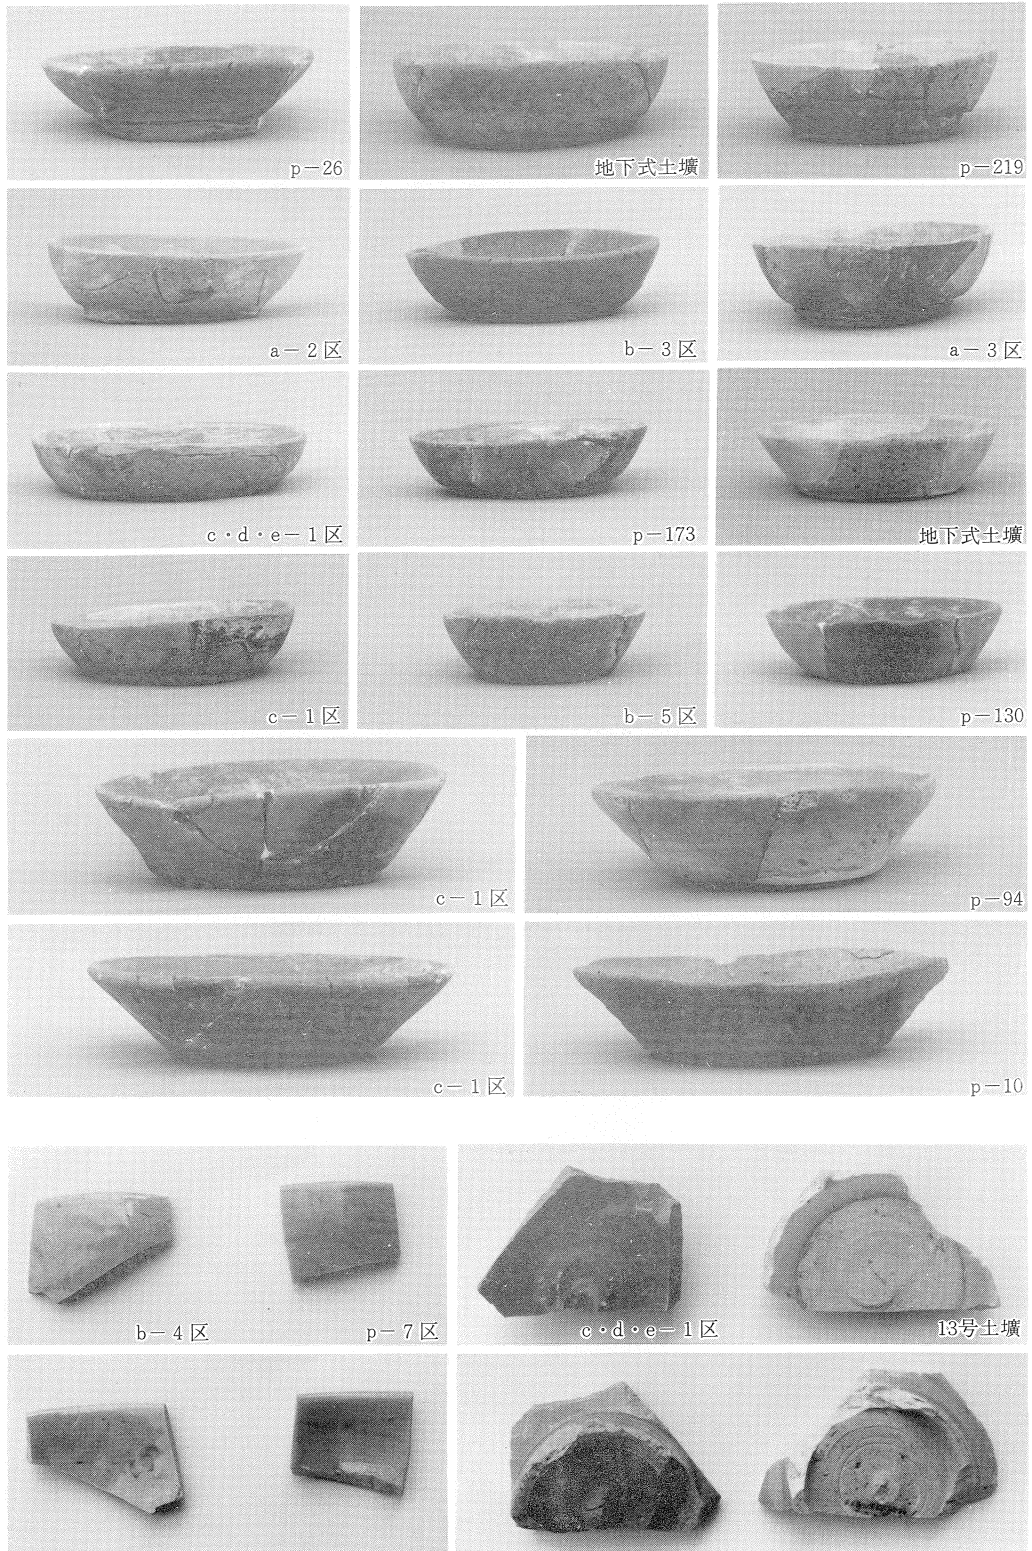 p－26
地下式土壙
p－219
a－2区
b－3区
a－3区
c・d・e－1区
p－173
地下式土壙
c－1区
b－5区
p－130
c－1区
p－94
c－1区
p－10
b－4区
p－7区
c・d・e－1区
13号土壙